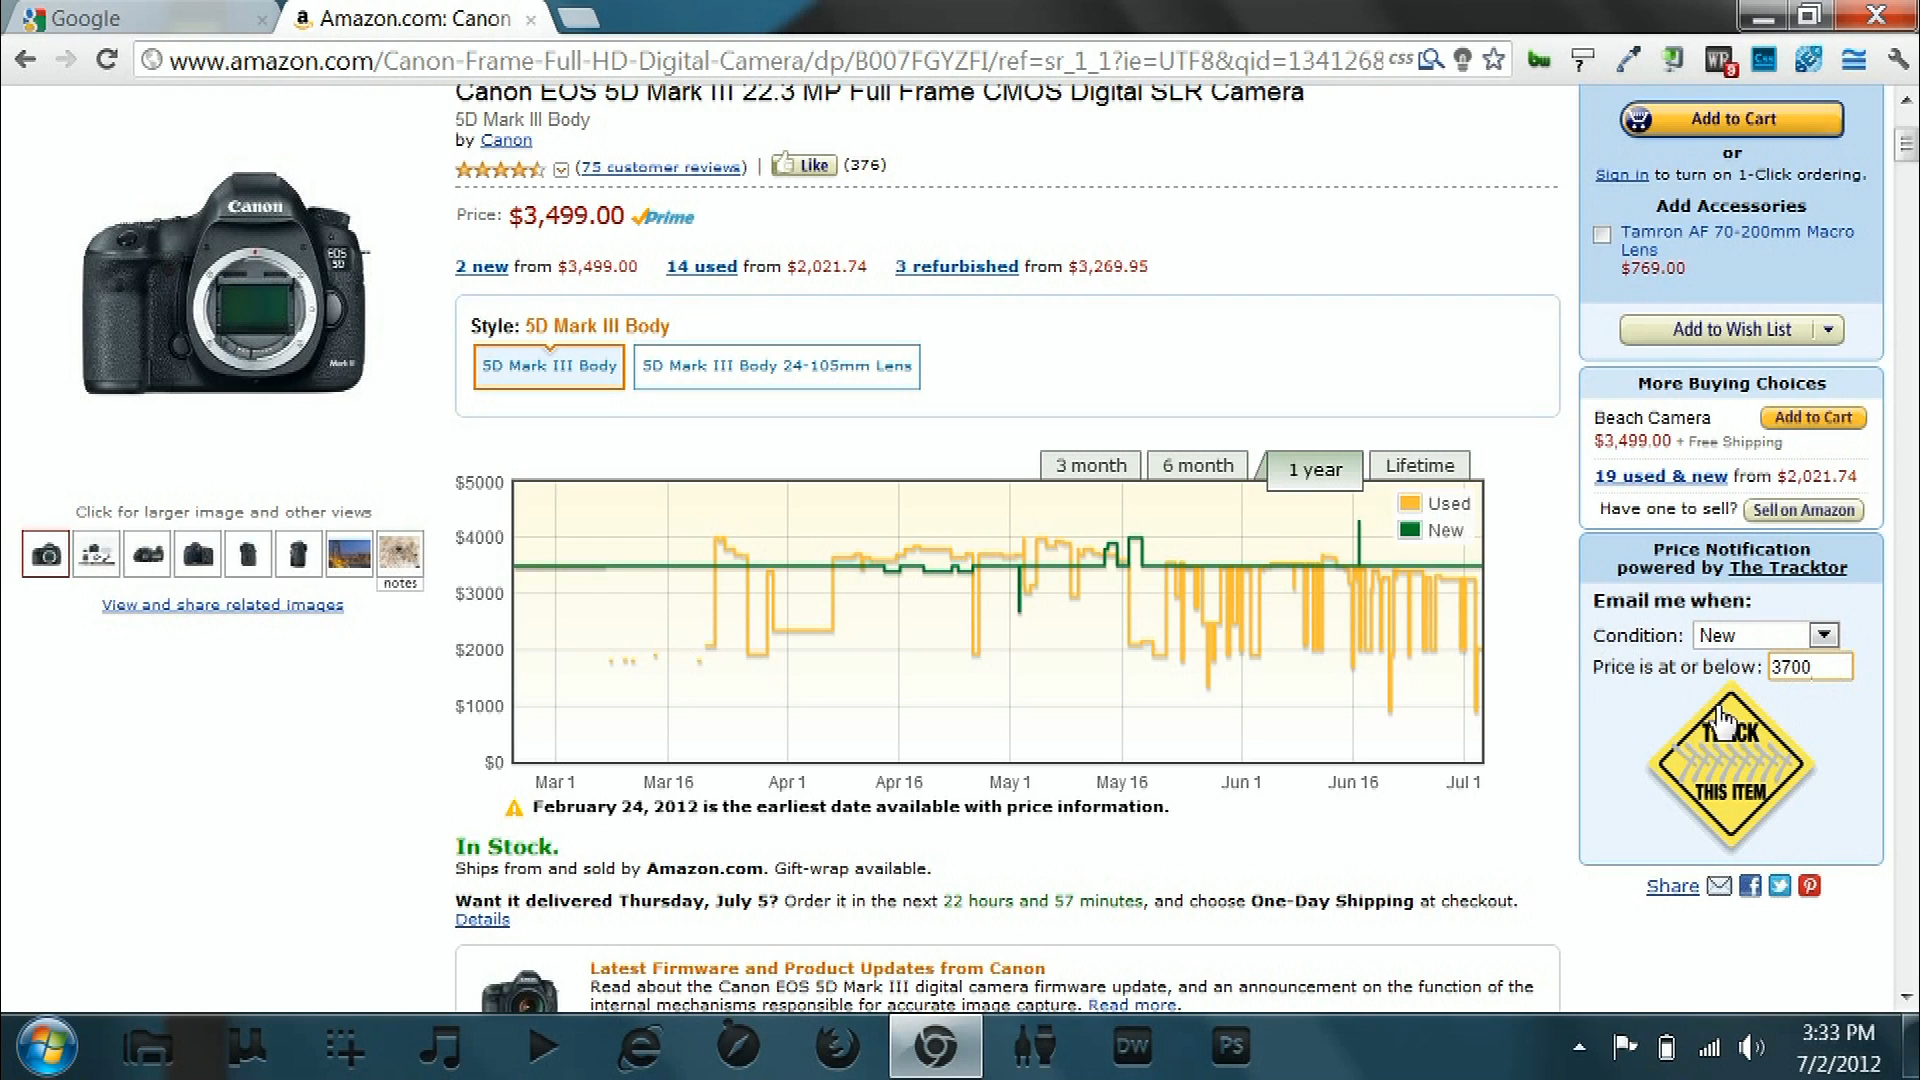 Google
Amazon.com: Canon
www.amazon.com/Canon-Frame-Full-HD-Digital-Camera/dp/B007FGYZFI/ref=sr_1_1?ie=UTF8&qid=1341268
css
bw
WP
9
Css
Canon EOS 5D Mark III 22.3 MP Full Frame CMOS Digital SLR Camera
5D Mark III Body
by Canon
(75 customer reviews) | Like (376)
Price: $3,499.00 Prime
2 new from $3,499.00 14 used from $2,021.74 3 refurbished from $3,269.95
Style: 5D Mark III Body
5D Mark III Body
5D Mark III Body 24-105mm Lens
Canon
EOS
5D
Mark III
Click for larger image and other views
notes
View and share related images
3 month
6 month
1 year
Lifetime
Used
New
$5000
$4000
$3000
$2000
$1000
$0
Mar 1 Mar 16 Apr 1 Apr 16 May 1 May 16 Jun 1 Jun 16 Jul 1
February 24, 2012 is the earliest date available with price information.
In Stock.
Ships from and sold by Amazon.com. Gift-wrap available.
Want it delivered Thursday, July 5? Order it in the next 22 hours and 57 minutes, and choose One-Day Shipping at checkout.
Details
Latest Firmware and Product Updates from Canon
Read about the Canon EOS 5D Mark III digital camera firmware update, and an announcement on the function of the
internal mechanisms responsible for accurate image capture. Read more.
Add to Cart
or
Sign in to turn on 1-Click ordering.
Add Accessories
Tamron AF 70-200mm Macro
Lens
$769.00
Add to Wish List
More Buying Choices
Beach Camera Add to Cart
$3,499.00 + Free Shipping
19 used & new from $2,021.74
Have one to sell? Sell on Amazon
Price Notification
powered by The Tracktor
Email me when:
Condition: New
Price is at or below: 3700
THIS ITEM
Share
DW
PS
3:33 PM
7/2/2012